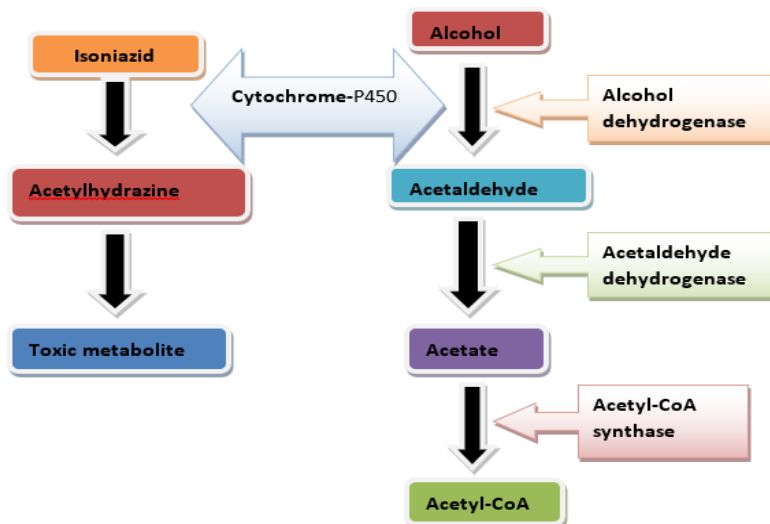 Isoniazid
Alcohol
Cytochrome-P450
Alcohol
dehydrogenase
Acetylhydrazine
Acetaldehyde
Acetaldehyde
dehydrogenase
Toxic metabolite
Acetate
Acetyl-CoA
synthase
Acetyl-CoA